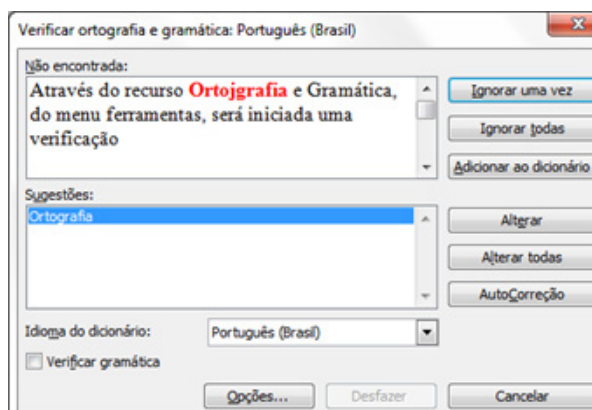 Verificar ortografia e gramática: Português (Brasil)
Não encontrada:
Através do recurso Ortojgrafia e Gramática,
do menu ferramentas, será iniciada uma
verificação
Ignorar uma vez
Ignorar todas
Adicionar ao dicionário
Sugestões:
Ortografia
Alterar
Alterar todas
AutoCorreção
Idioma do dicionário:
Português (Brasil)
Verificar gramática
Opções...
Desfazer
Cancelar